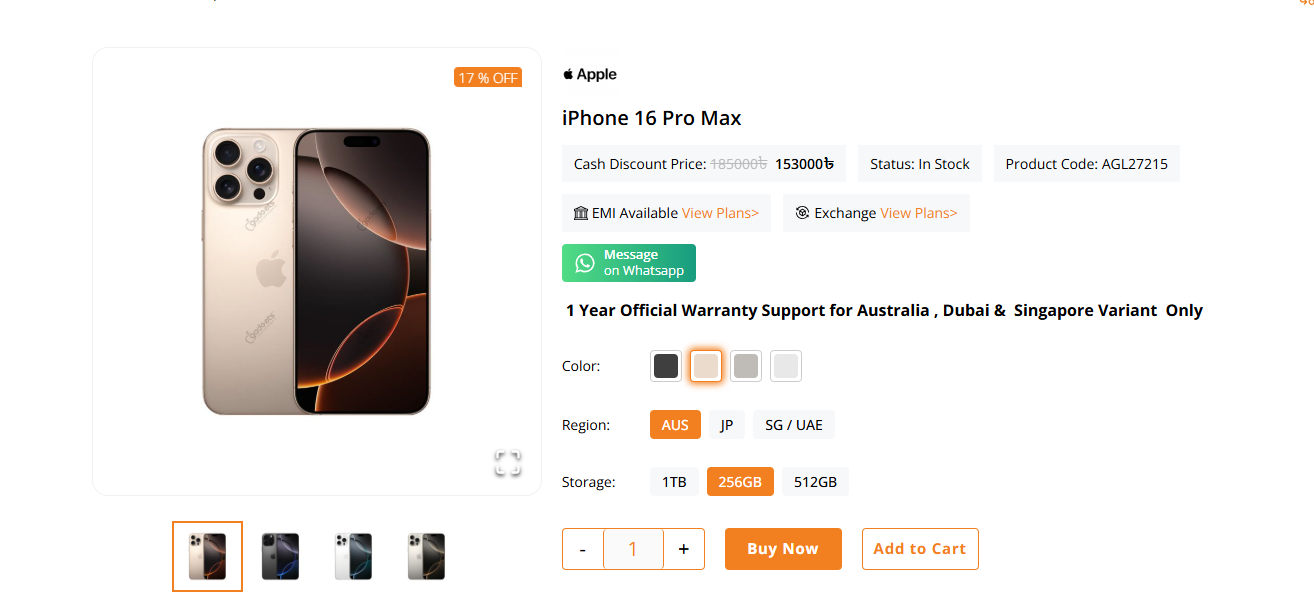 17 % OFF
Apple
iPhone 16 Pro Max
Cash Discount Price: 185000৳ 153000৳
Status: In Stock
Product Code: AGL27215
EMI Available View Plans>
Exchange View Plans>
Message
on Whatsapp
1 Year Official Warranty Support for Australia , Dubai & Singapore Variant Only
Color:
Region:
AUS
JP
SG / UAE
Storage:
1TB
256GB
512GB
-
1
+
Buy Now
Add to Cart